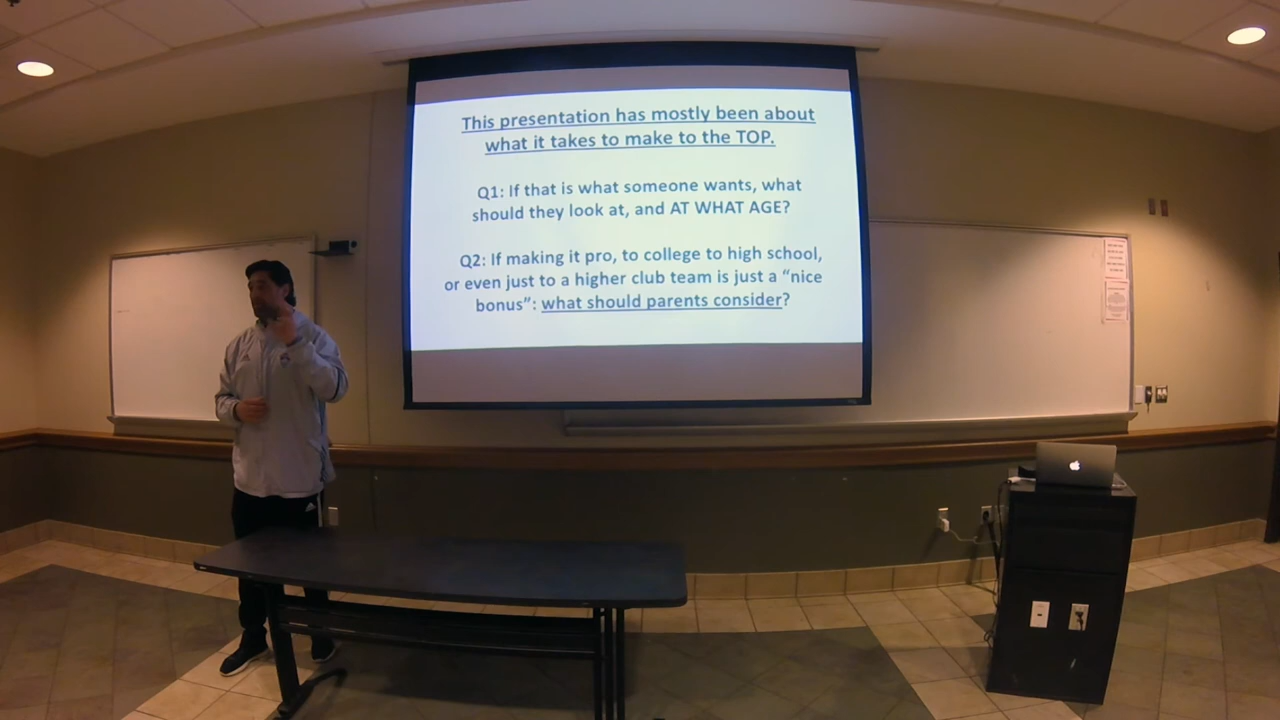 This presentation has mostly been about
what it takes to make to the TOP.
Q1: If that is what someone wants, what
should they look at, and AT WHAT AGE?
Q2: If making it pro, to college to high school,
or even just to a higher club team is just a “nice
bonus”: what should parents consider?